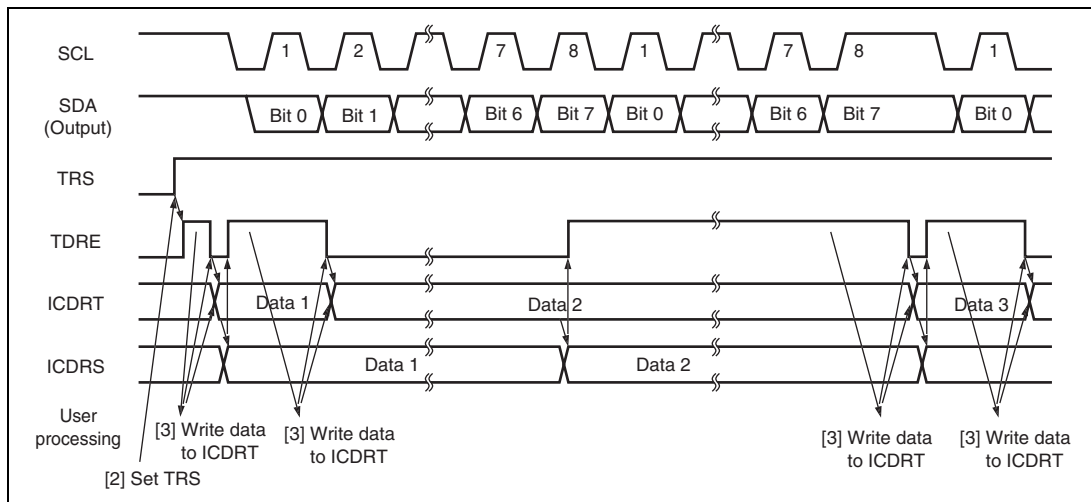 SCL
1 2 7 8 1 7 8 1
SDA
(Output)
Bit 0 Bit 1 Bit 6 Bit 7 Bit 0 Bit 6 Bit 7 Bit 0
TRS
TDRE
ICDRT
Data 1 Data 2 Data 3
ICDRS
Data 1 Data 2
User
processing
[3] Write data
to ICDRT
[3] Write data
to ICDRT
[3] Write data
to ICDRT
[3] Write data
to ICDRT
[2] Set TRS